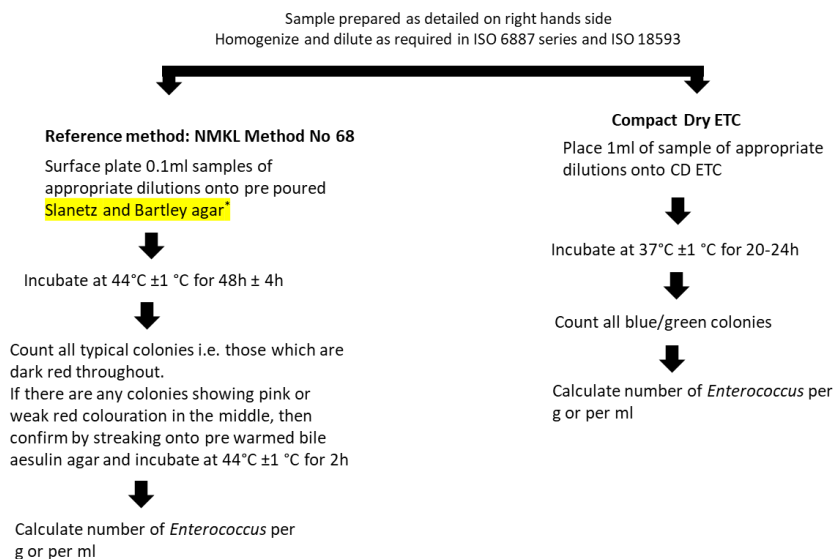 Sample prepared as detailed on right hands side
Homogenize and dilute as required in ISO 6887 series and ISO 18593
Reference method: NMKL Method No 68
Surface plate 0.1ml samples of
appropriate dilutions onto pre poured
Slanetz and Bartley agar*
Incubate at 44°C ±1 °C for 48h ± 4h
Count all typical colonies i.e. those which are
dark red throughout.
If there are any colonies showing pink or
weak red colouration in the middle, then
confirm by streaking onto pre warmed bile
aesulin agar and incubate at 44°C ±1 °C for 2h
Calculate number of Enterococcus per
g or per ml
Compact Dry ETC
Place 1ml of sample of appropriate
dilutions onto CD ETC
Incubate at 37°C ±1 °C for 20-24h
Count all blue/green colonies
Calculate number of Enterococcus per
g or per ml